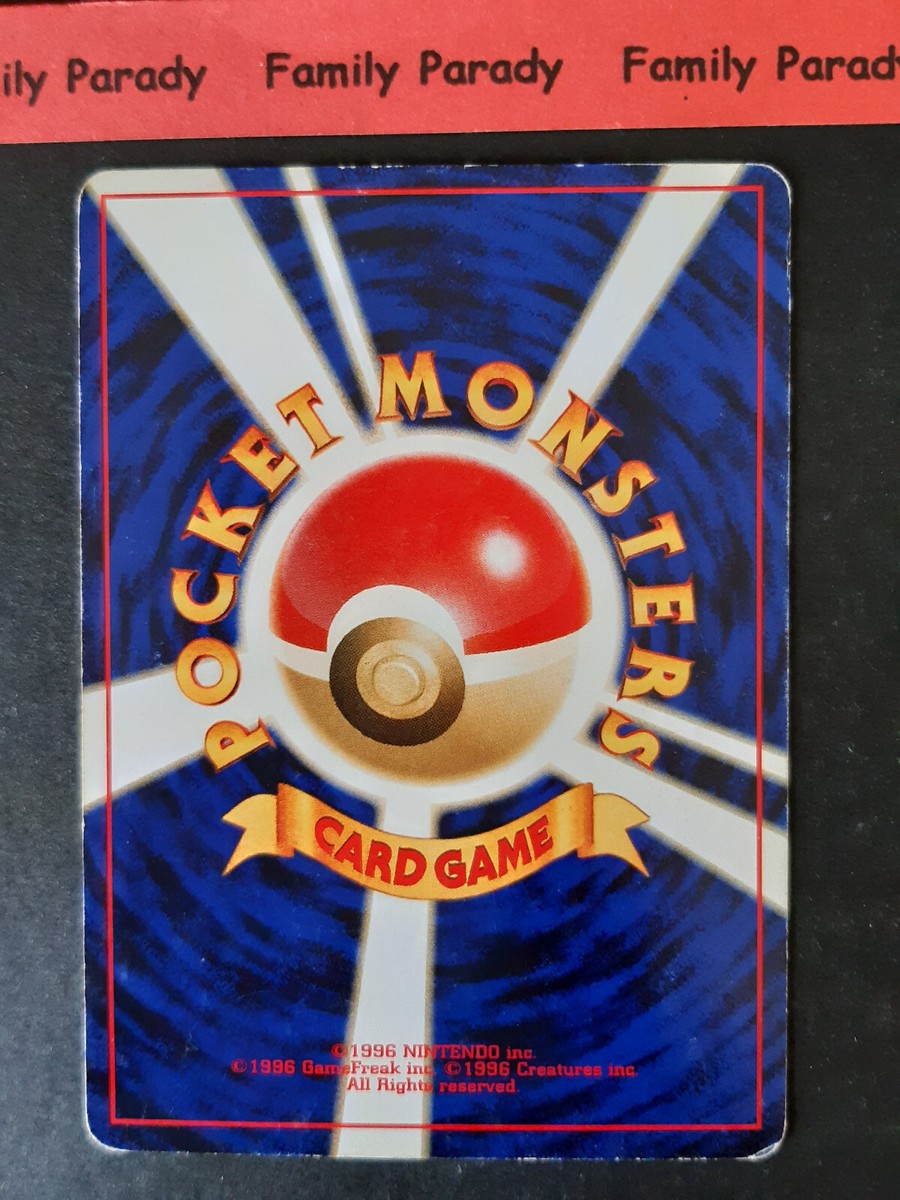 ily Parady Family Parady Family Parady
POCKET MONSTERS
CARD GAME
©1996 NINTENDO inc.
©1996 GameFreak inc. ©1996 Creatures inc.
All Rights reserved.